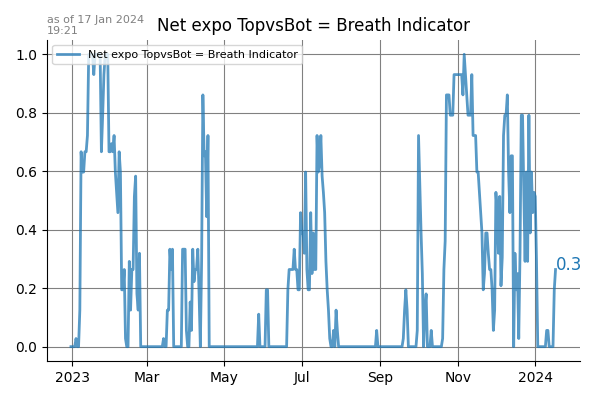 as of 17 Jan 2024
19:21
Net expo TopvsBot = Breath Indicator
Net expo TopvsBot = Breath Indicator
1.0
0.8
0.6
0.4
0.2
0.0
0.3
2023 Mar May Jul Sep Nov 2024